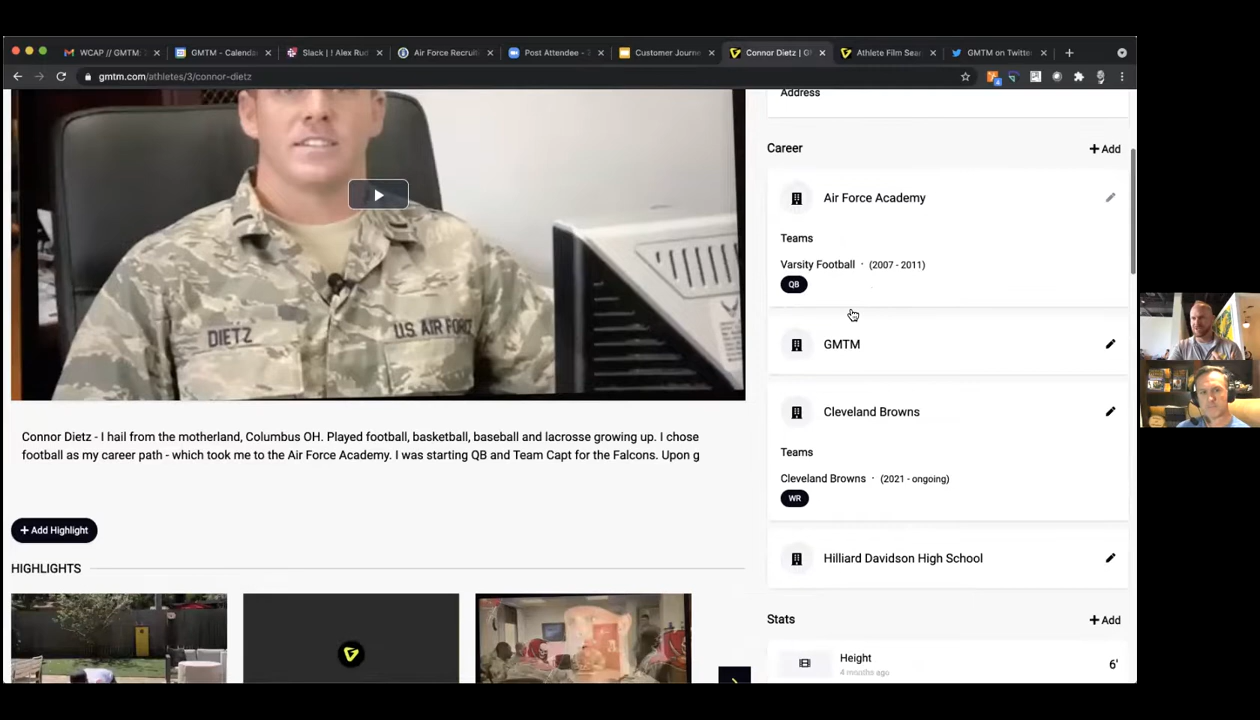 WCAP // GMTM:
GMTM - Calenda
Slack | ! Alex Rud
Air Force Recruiti
Post Attendee -
Customer Journe
Connor Dietz | G
Athlete Film Sear
GMTM on Twitte
gmtm.com/athletes/3/connor-dietz
DIETZ
U.S. AIR FORCE
Connor Dietz - I hail from the motherland, Columbus OH. Played football, basketball, baseball and lacrosse growing up. I chose
football as my career path - which took me to the Air Force Academy. I was starting QB and Team Capt for the Falcons. Upon g
+ Add Highlight
HIGHLIGHTS
Address
Career
+ Add
Air Force Academy
Teams
Varsity Football · (2007 - 2011)
QB
GMTM
Cleveland Browns
Teams
Cleveland Browns · (2021 - ongoing)
WR
Hilliard Davidson High School
Stats
+ Add
Height
6'
4 months ago